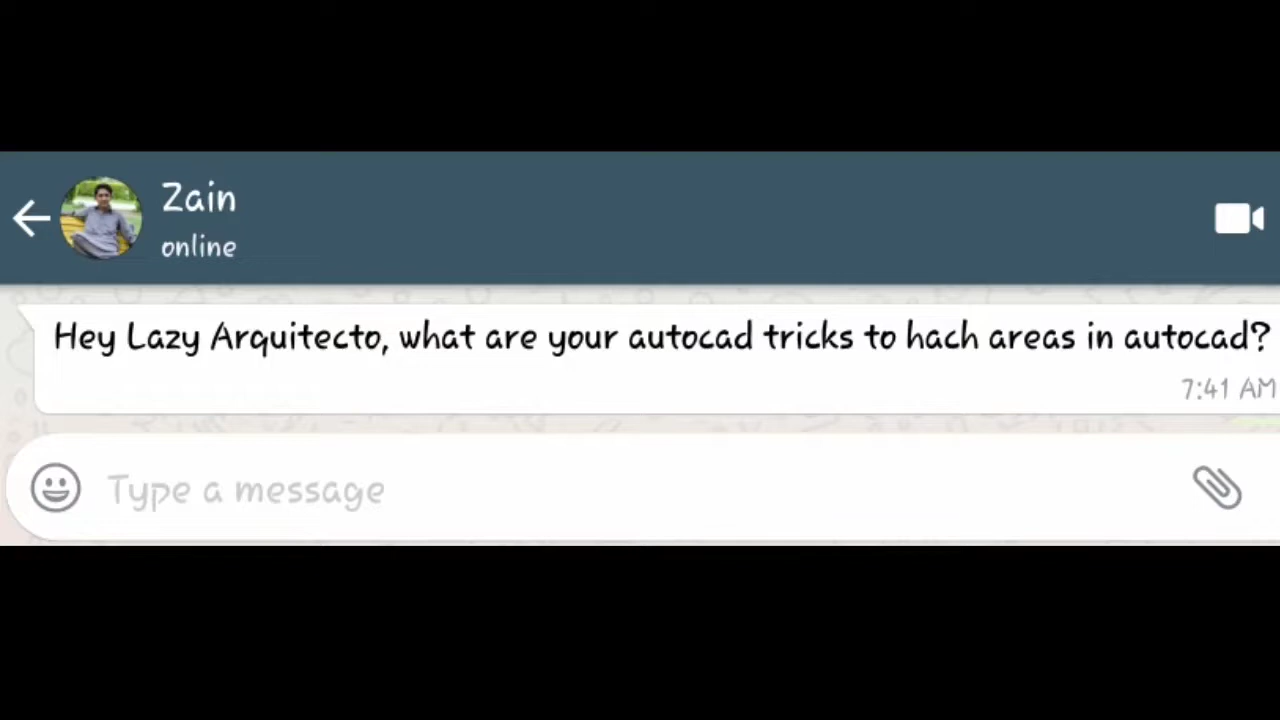 Zain
online
Hey Lazy Arquitecto, what are your autocad tricks to hach areas in autocad?
7:41 AM
Type a message